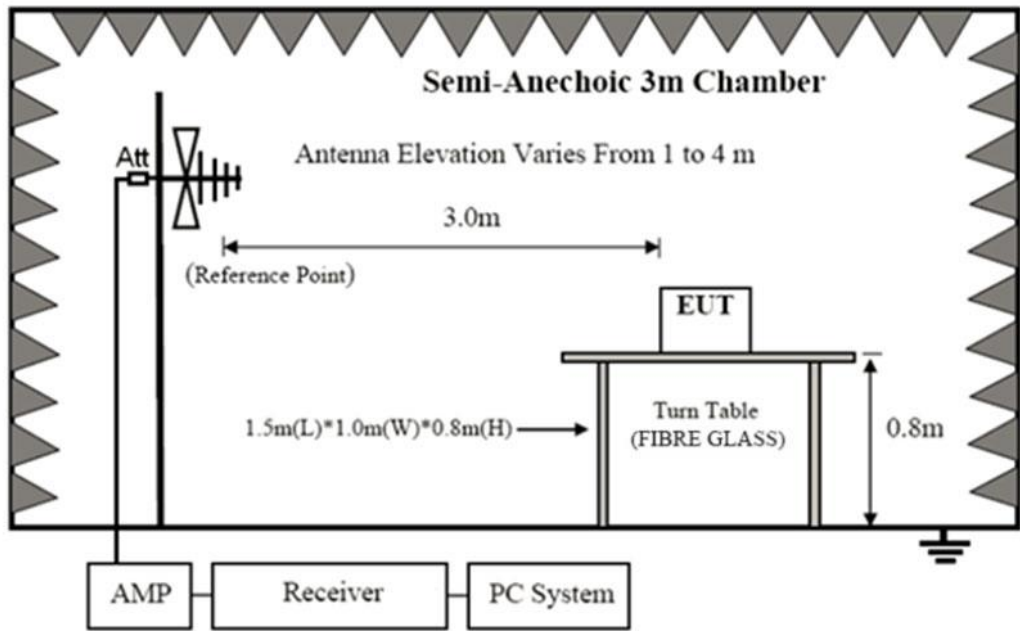 Semi-Anechoic 3m Chamber
Att
Antenna Elevation Varies From 1 to 4 m
3.0m
(Reference Point)
EUT
1.5m(L)*1.0m(W)*0.8m(H)
Turn Table
(FIBRE GLASS)
0.8m
AMP
Receiver
PC System